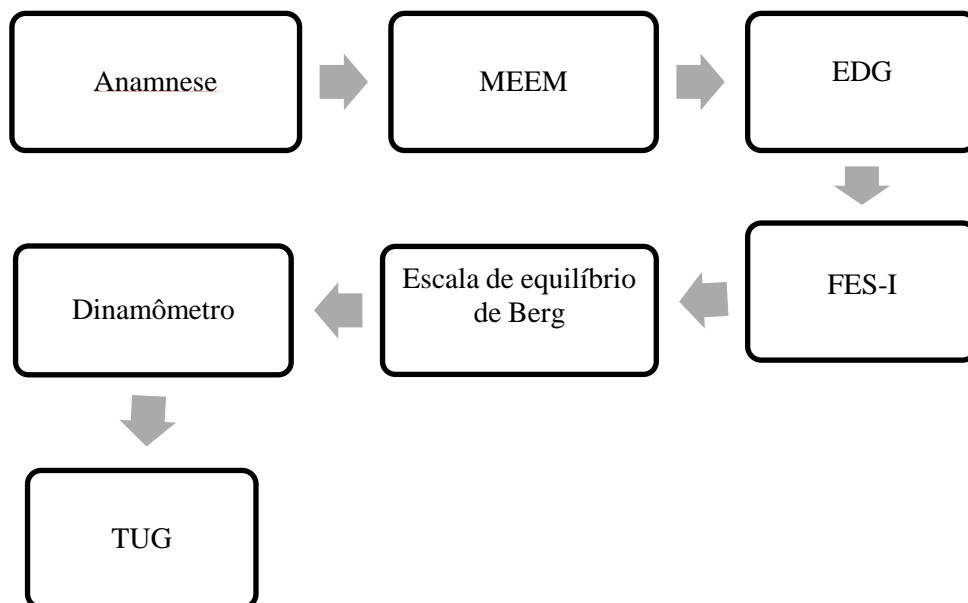 Anamnese
MEEM
EDG
FES-I
Escala de equilíbrio
de Berg
Dinamômetro
TUG